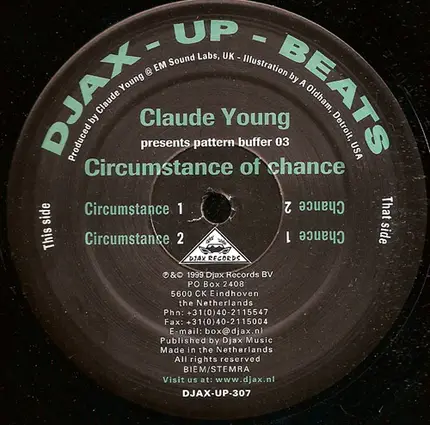 DJAX - UP - BEATS
Produced by Claude Young @ EM Sound Labs, UK - Illustration by A Oldham, Detroit, USA
Claude Young
presents pattern buffer 03
Circumstance of chance
This side
Circumstance 1
Circumstance 2
That side
Chance 1
Chance 2
DJAX RECORDS
℗ & © 1999 Djax Records BV
PO Box 2408
5600 CK Eindhoven
the Netherlands
Phn: +31(0)40-2115547
Fax: +31(0)40-2115004
E-mail: box@djax.nl
Published by Djax Music
Made in the Netherlands
All rights reserved
BIEM/STEMRA
Visit us at: www.djax.nl
DJAX-UP-307